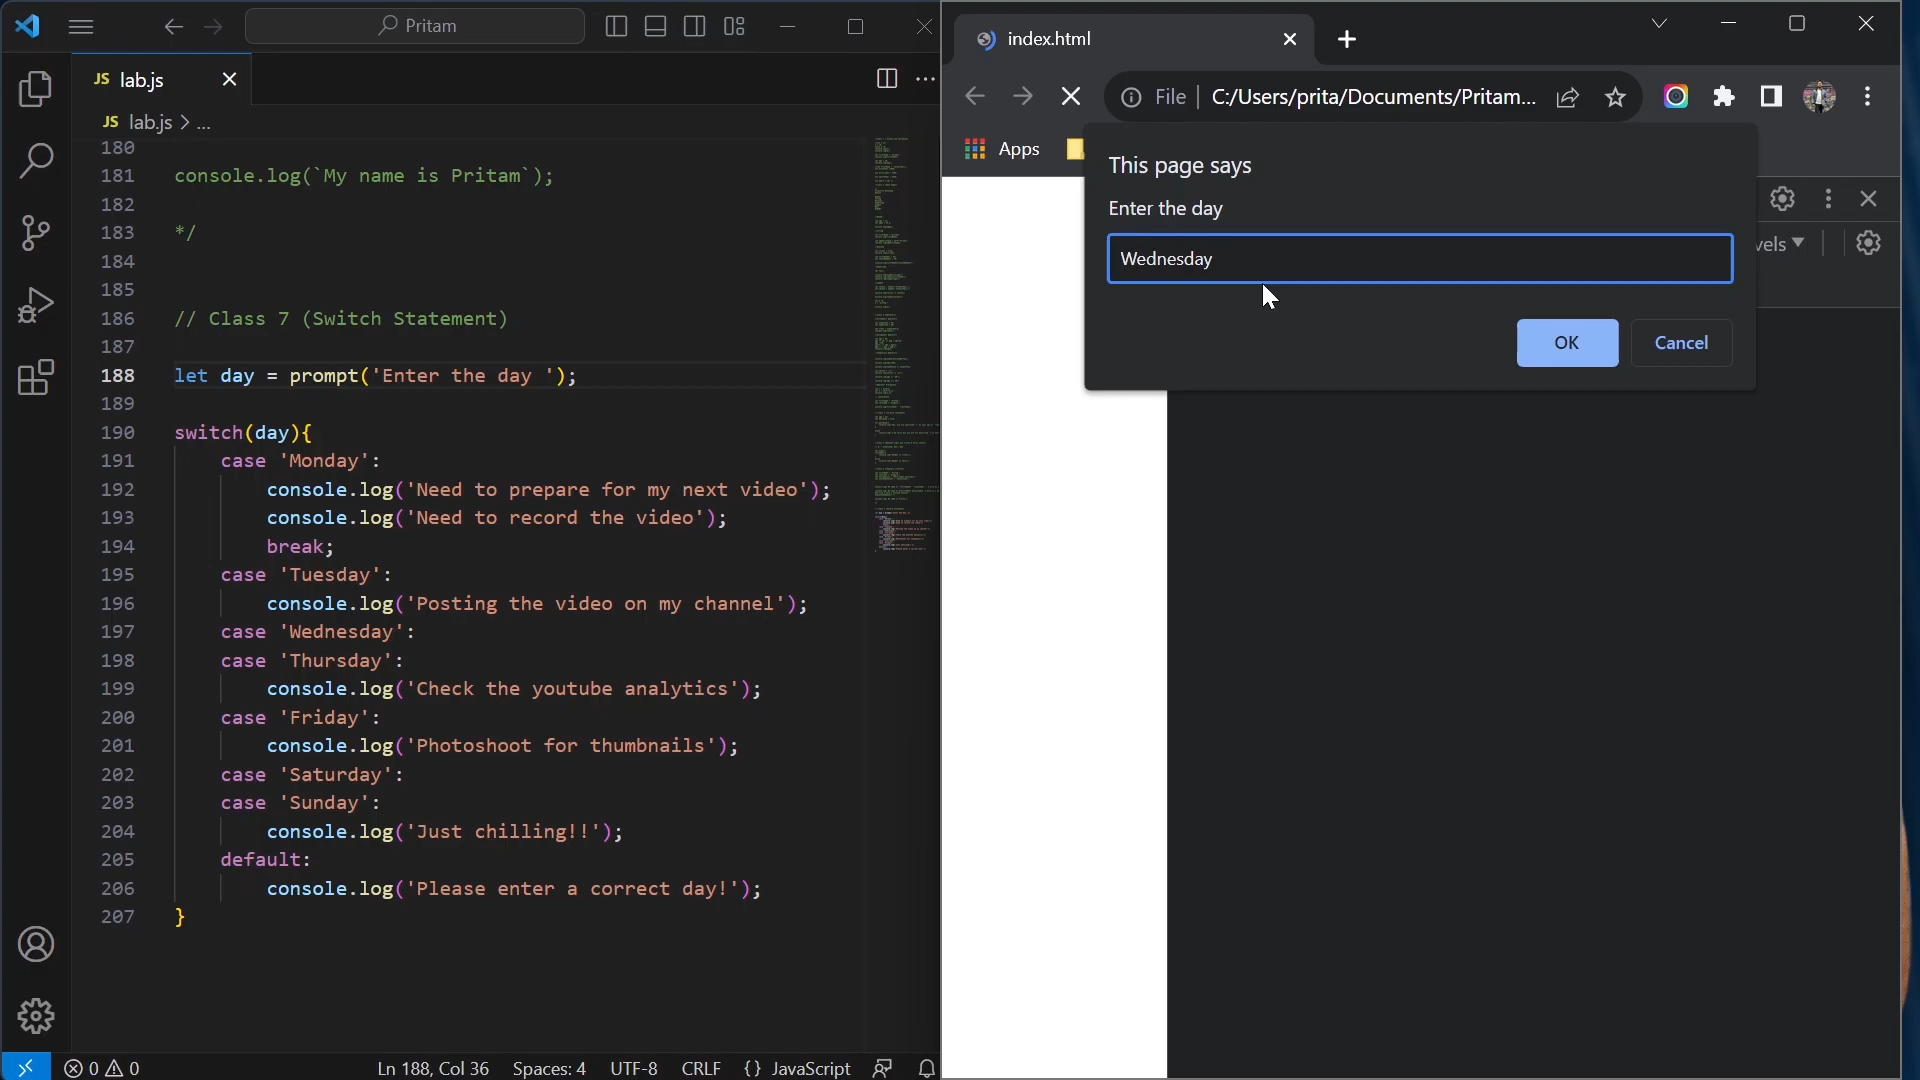 Pritam
JS lab.js
JS lab.js > ...
180
181 console.log(`My name is Pritam`);
182
183 */
184
185
186 // Class 7 (Switch Statement)
187
188 let day = prompt('Enter the day ');
189
190 switch(day){
191 case 'Monday':
192 console.log('Need to prepare for my next video');
193 console.log('Need to record the video');
194 break;
195 case 'Tuesday':
196 console.log('Posting the video on my channel');
197 case 'Wednesday':
198 case 'Thursday':
199 console.log('Check the youtube analytics');
200 case 'Friday':
201 console.log('Photoshoot for thumbnails');
202 case 'Saturday':
203 case 'Sunday':
204 console.log('Just chilling!!');
205 default:
206 console.log('Please enter a correct day!');
207 }
0 0 Ln 188, Col 36 Spaces: 4 UTF-8 CRLF {} JavaScript
index.html
File | C:/Users/prita/Documents/Pritam...
Apps
This page says
Enter the day
Wednesday
OK Cancel
vels